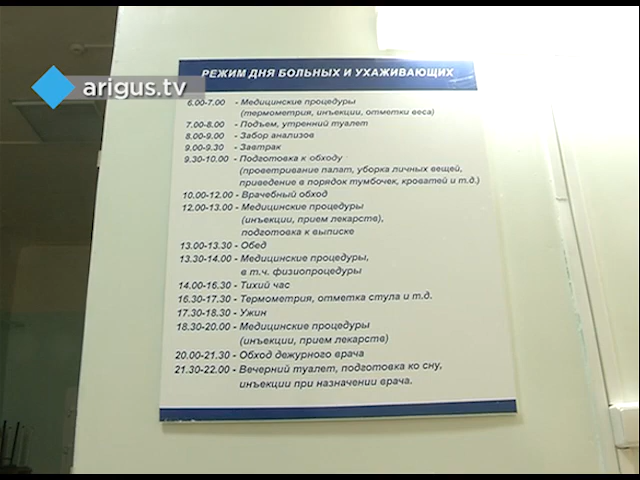 arigus.tv
РЕЖИМ ДНЯ БОЛЬНЫХ И УХАЖИВАЮЩИХ
6.00-7.00 - Медицинские процедуры
(термометрия, инъекции, отметки веса)
7.00-8.00 - Подъем, утренний туалет
8.00-9.00 - Забор анализов
9.00-9.30 - Завтрак
9.30-10.00 - Подготовка к обходу
(проветривание палат, уборка личных вещей,
приведение в порядок тумбочек, кроватей и т.д.)
10.00-12.00 - Врачебный обход
12.00-13.00 - Медицинские процедуры
(инъекции, прием лекарств),
подготовка к выписке
13.00-13.30 - Обед
13.30-14.00 - Медицинские процедуры,
в т.ч. физиопроцедуры
14.00-16.30 - Тихий час
16.30-17.30 - Термометрия, отметка стула и т.д.
17.30-18.30 - Ужин
18.30-20.00 - Медицинские процедуры
(инъекции, прием лекарств)
20.00-21.30 - Обход дежурного врача
21.30-22.00 - Вечерний туалет, подготовка ко сну,
инъекции при назначении врача.